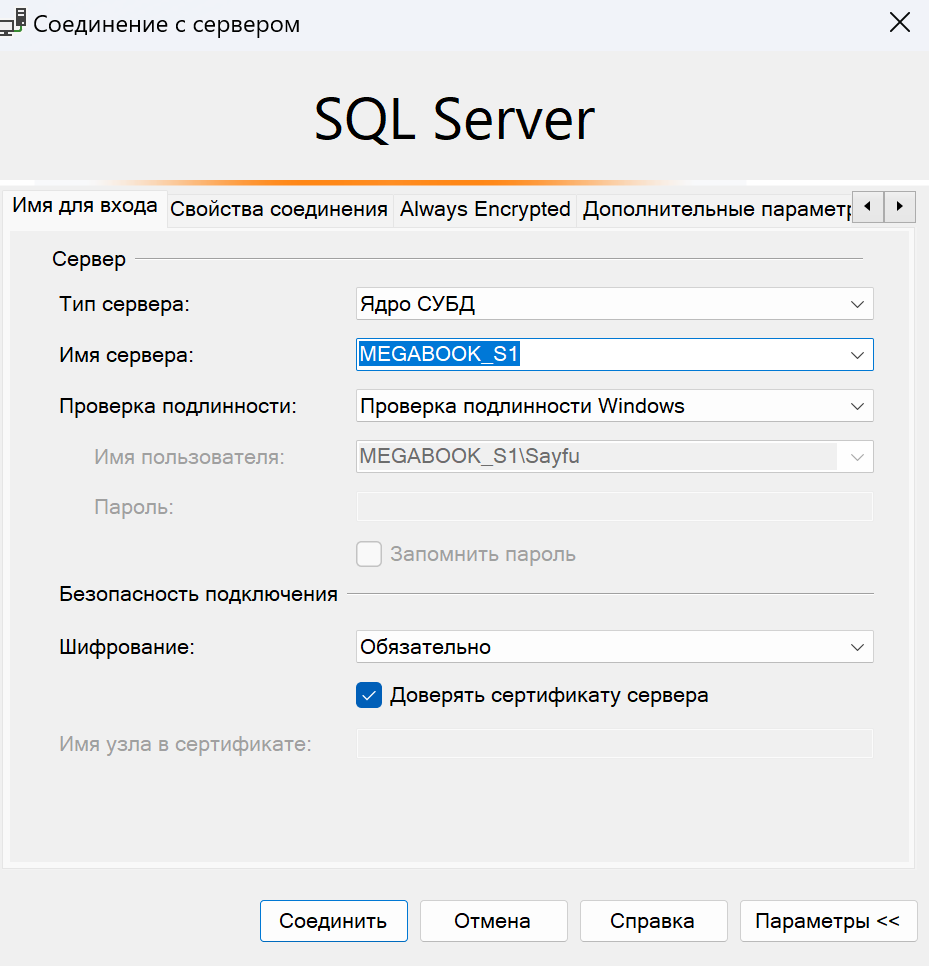 Соединение с сервером
SQL Server
Имя для входа Свойства соединения Always Encrypted Дополнительные парамет
Сервер
Тип сервера: Ядро СУБД
Имя сервера: MEGABOOK_S1
Проверка подлинности: Проверка подлинности Windows
Имя пользователя: MEGABOOK_S1\Sayfu
Пароль:
Запомнить пароль
Безопасность подключения
Шифрование: Обязательно
Доверять сертификату сервера
Имя узла в сертификате:
Соединить Отмена Справка Параметры <<